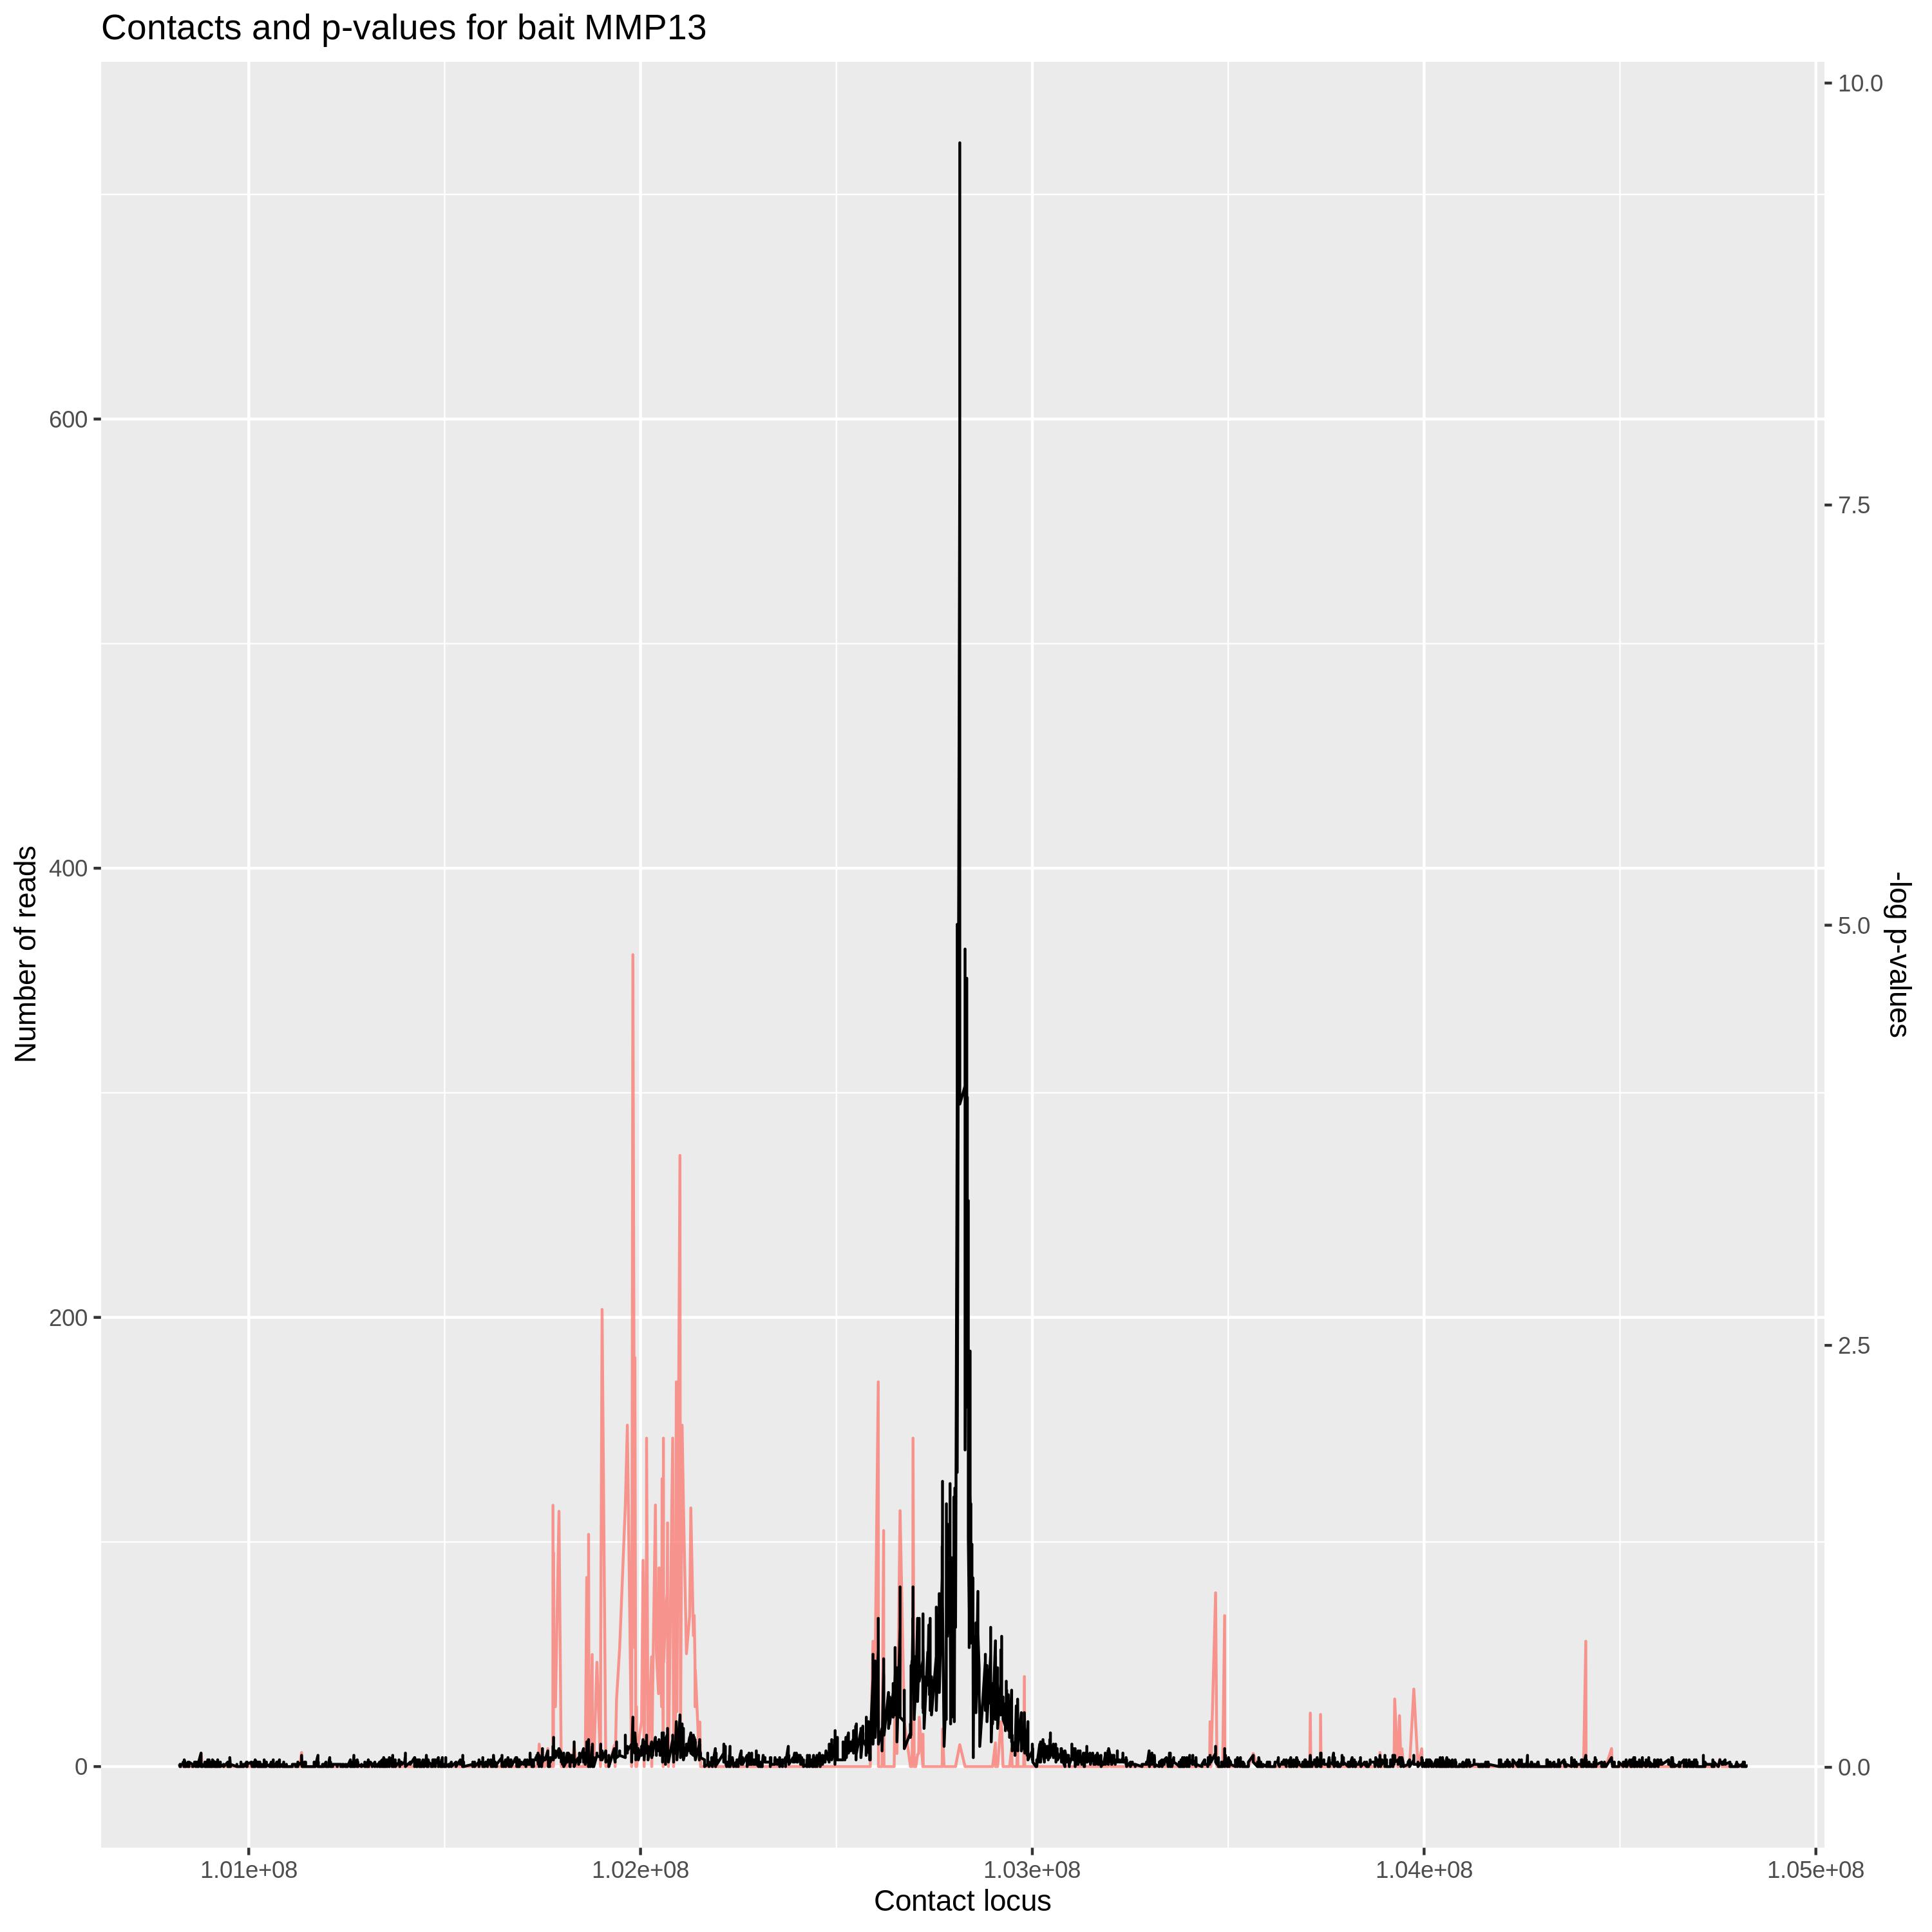 Contacts and p-values for bait MMP13
10.0
7.5
5.0
2.5
0.0
-log p-values
600
400
200
0
Number of reads
1.01e+08 1.02e+08 1.03e+08 1.04e+08 1.05e+08
Contact locus